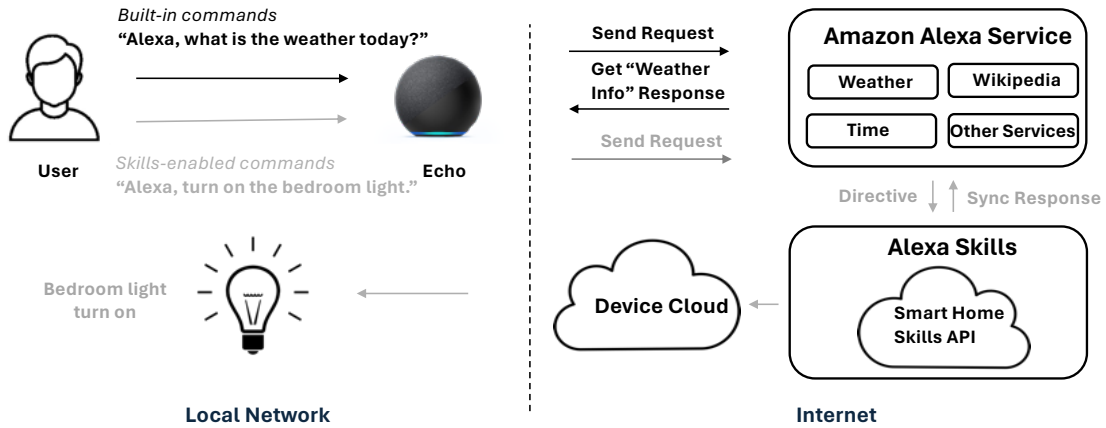 Built-in commands
“Alexa, what is the weather today?”
User
Skills-enabled commands
“Alexa, turn on the bedroom light.”
Echo
Send Request
Get “Weather
Info” Response
Send Request
Amazon Alexa Service
Weather
Wikipedia
Time
Other Services
Directive
Sync Response
Alexa Skills
Smart Home
Skills API
Device Cloud
Bedroom light
turn on
Local Network
Internet